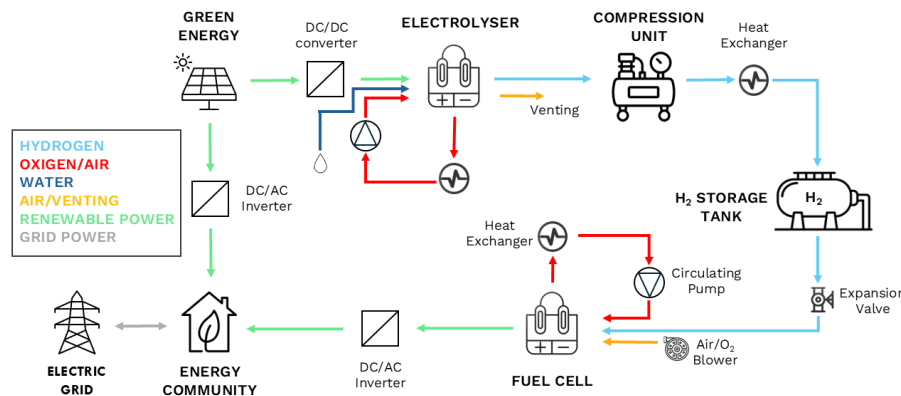 GREEN
ENERGY
DC/DC
converter
ELECTROLYSER
COMPRESSION
UNIT
Heat
Exchanger
Venting
HYDROGEN
OXIGEN/AIR
WATER
AIR/VENTING
RENEWABLE POWER
GRID POWER
DC/AC
Inverter
H₂ STORAGE
TANK
H₂
Heat
Exchanger
Circulating
Pump
Expansion
Valve
Air/O₂
Blower
ELECTRIC
GRID
ENERGY
COMMUNITY
DC/AC
Inverter
FUEL CELL